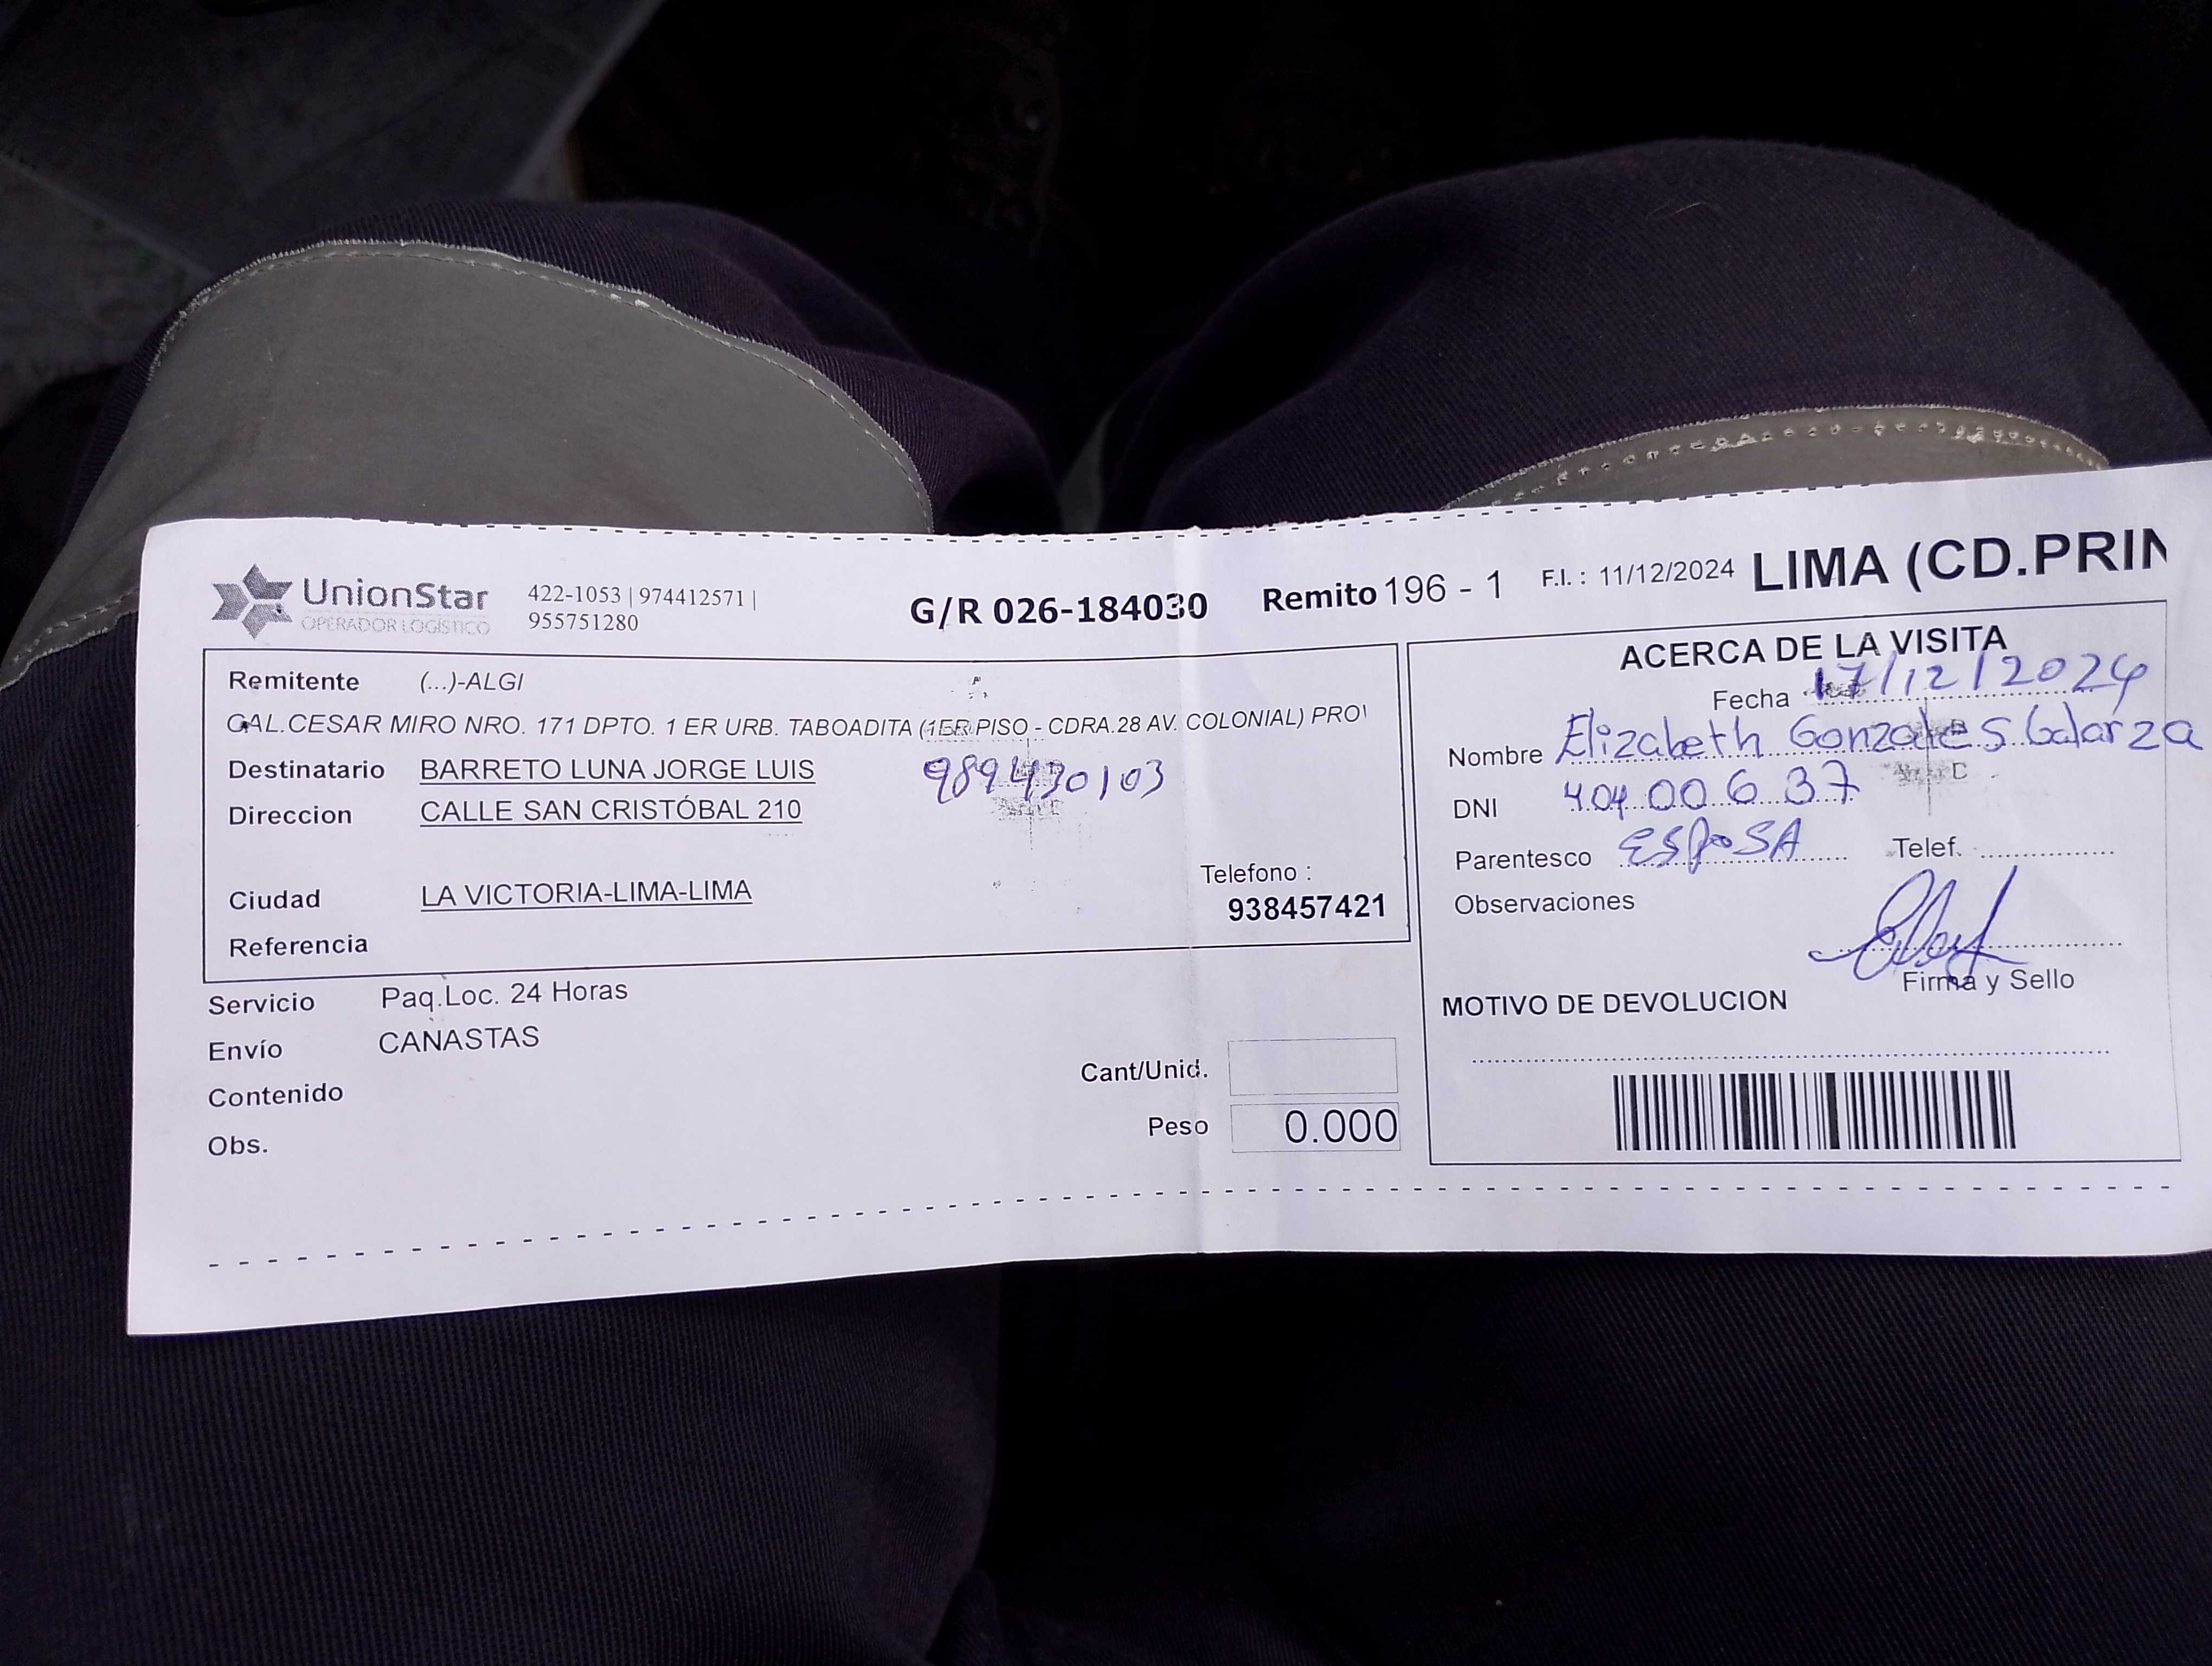 UnionStar
OPERADOR LOGÍSTICO
422-1053 | 974412571 |
955751280
G/R 026-184030
Remito 196 - 1
F.I. : 11/12/2024
LIMA (CD.PRIN
Remitente (...)-ALGI
CAL.CESAR MIRO NRO. 171 DPTO. 1 ER URB. TABOADITA (1ER PISO - CDRA.28 AV. COLONIAL) PROV
Destinatario BARRETO LUNA JORGE LUIS 989430103
Direccion CALLE SAN CRISTÓBAL 210
Ciudad LA VICTORIA-LIMA-LIMA
Telefono :
938457421
Referencia
Servicio Paq.Loc. 24 Horas
Envío CANASTAS
Contenido
Obs.
Cant/Unid.
Peso 0.000
ACERCA DE LA VISITA
Fecha 17/12/2024
Nombre Elizabeth Gonzales Galarza
DNI 40400637
Parentesco ESPOSA Telef.
Observaciones
Firma y Sello
MOTIVO DE DEVOLUCION